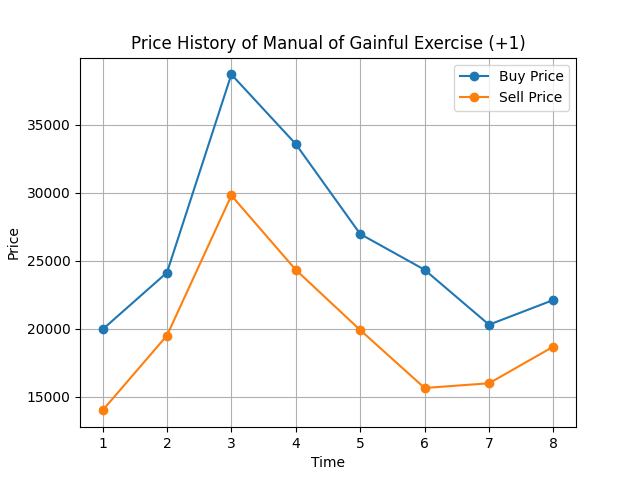 Price History of Manual of Gainful Exercise (+1)
Buy Price
Sell Price
35000
30000
25000
20000
15000
Price
1 2 3 4 5 6 7 8
Time